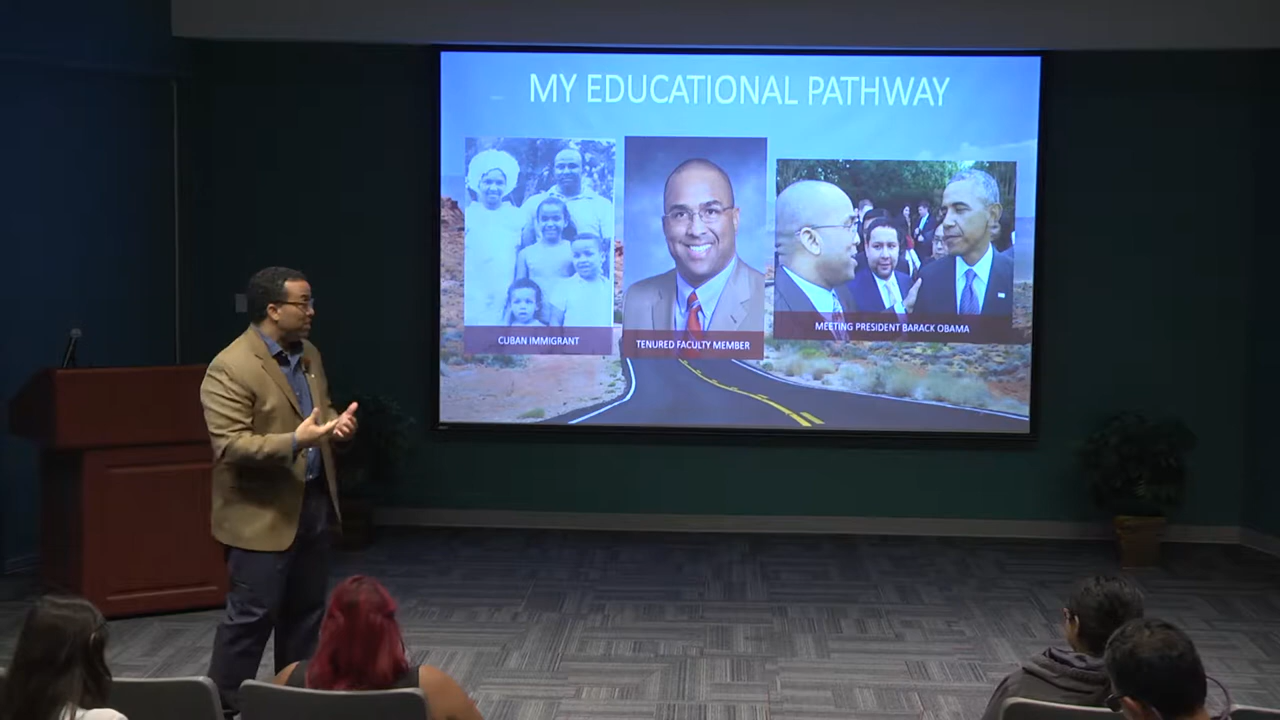 MY EDUCATIONAL PATHWAY
CUBAN IMMIGRANT
TENURED FACULTY MEMBER
MEETING PRESIDENT BARACK OBAMA